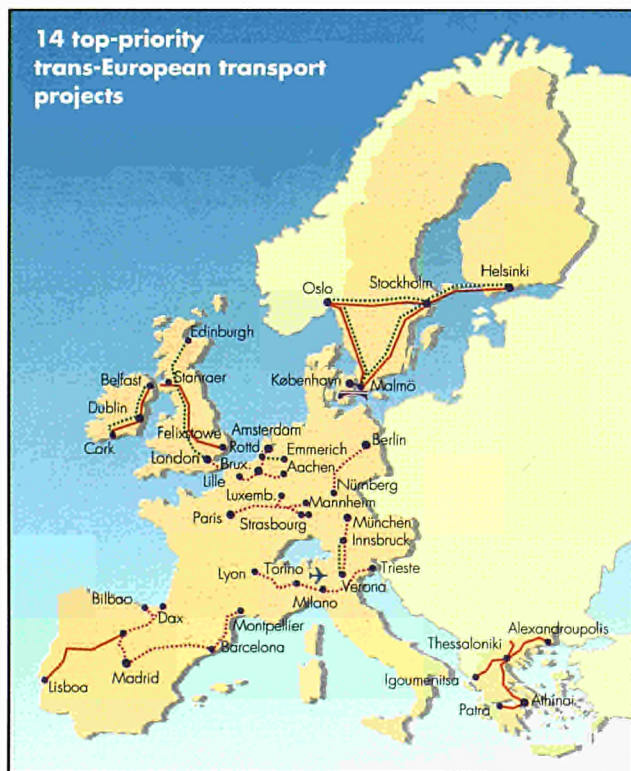 14 top-priority
trans-European transport
projects
Oslo
Stockholm
Helsinki
Edinburgh
Belfast
Stanraer
København
Malmö
Dublin
Cork
Felixstowe
Amsterdam
Rottd.
Emmerich
Berlin
London
Brux.
Aachen
Lille
Nürnberg
Luxemb.
Mannheim
Paris
Strasbourg
München
Innsbruck
Lyon
Torino
Trieste
Milano
Verona
Bilbao
Dax
Montpellier
Barcelona
Madrid
Lisboa
Alexandroupolis
Thessaloniki
Igoumenitsa
Patra
Athinai